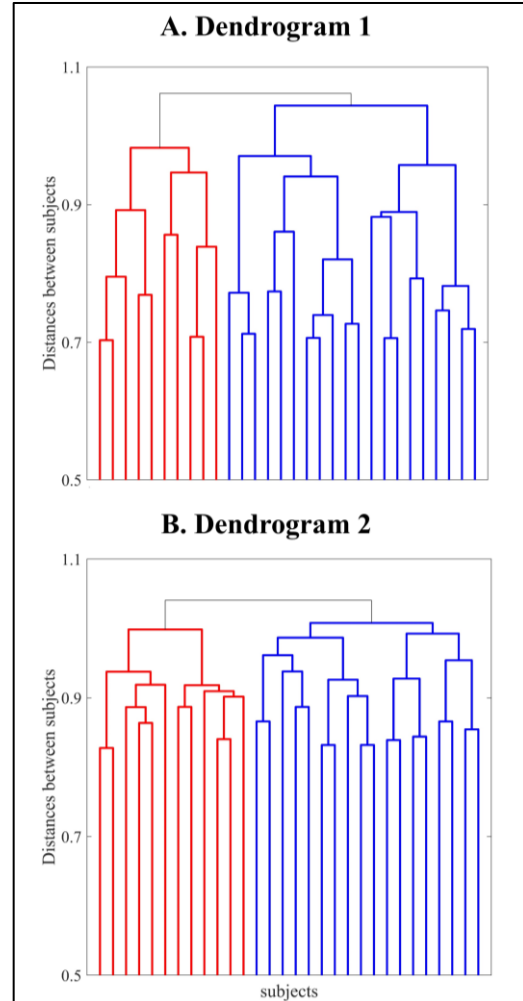 A. Dendrogram 1
1.1
0.9
0.7
0.5
Distances between subjects
B. Dendrogram 2
1.1
0.9
0.7
0.5
Distances between subjects
subjects